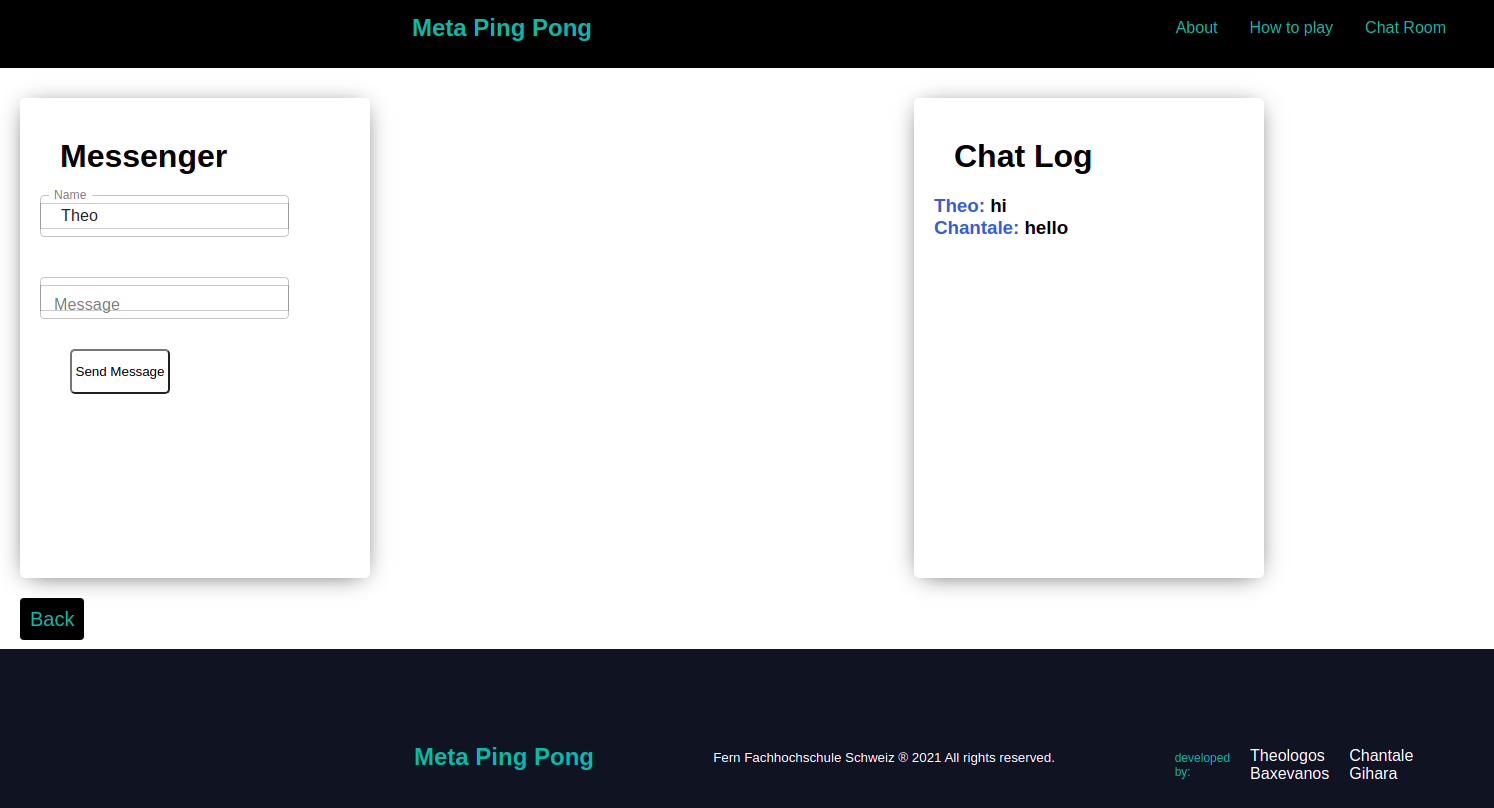 Meta Ping Pong
About How to play Chat Room
Messenger
Name
Theo
Message
Send Message
Chat Log
Theo: hi
Chantale: hello
Back
Meta Ping Pong
Fern Fachhochschule Schweiz ® 2021 All rights reserved.
developed
by:
Theologos
Baxevanos
Chantale
Gihara